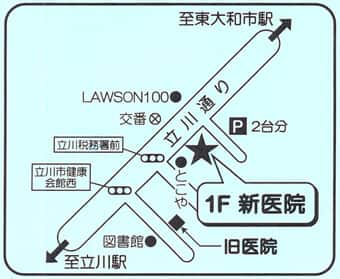 至東大和市駅
LAWSON100
交番
立川通り
P 2台分
立川税務署前
立川市健康
会館西
とこや
1F 新医院
旧医院
図書館
至立川駅